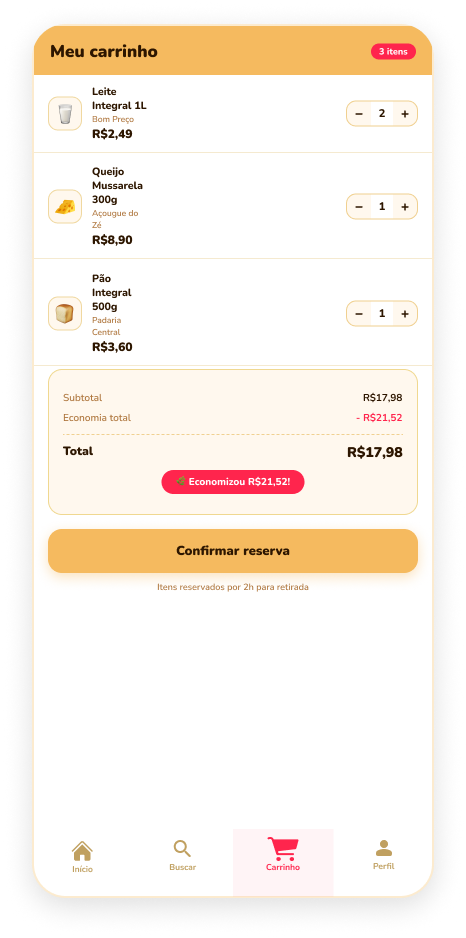 Meu carrinho
3 itens
Leite
Integral 1L
Bom Preço
R$2,49
− 2 +
Queijo
Mussarela
300g
Açougue do
Zé
R$8,90
− 1 +
Pão
Integral
500g
Padaria
Central
R$3,60
− 1 +
Subtotal R$17,98
Economia total - R$21,52
Total R$17,98
Economizou R$21,52!
Confirmar reserva
Itens reservados por 2h para retirada
Início
Buscar
Carrinho
Perfil